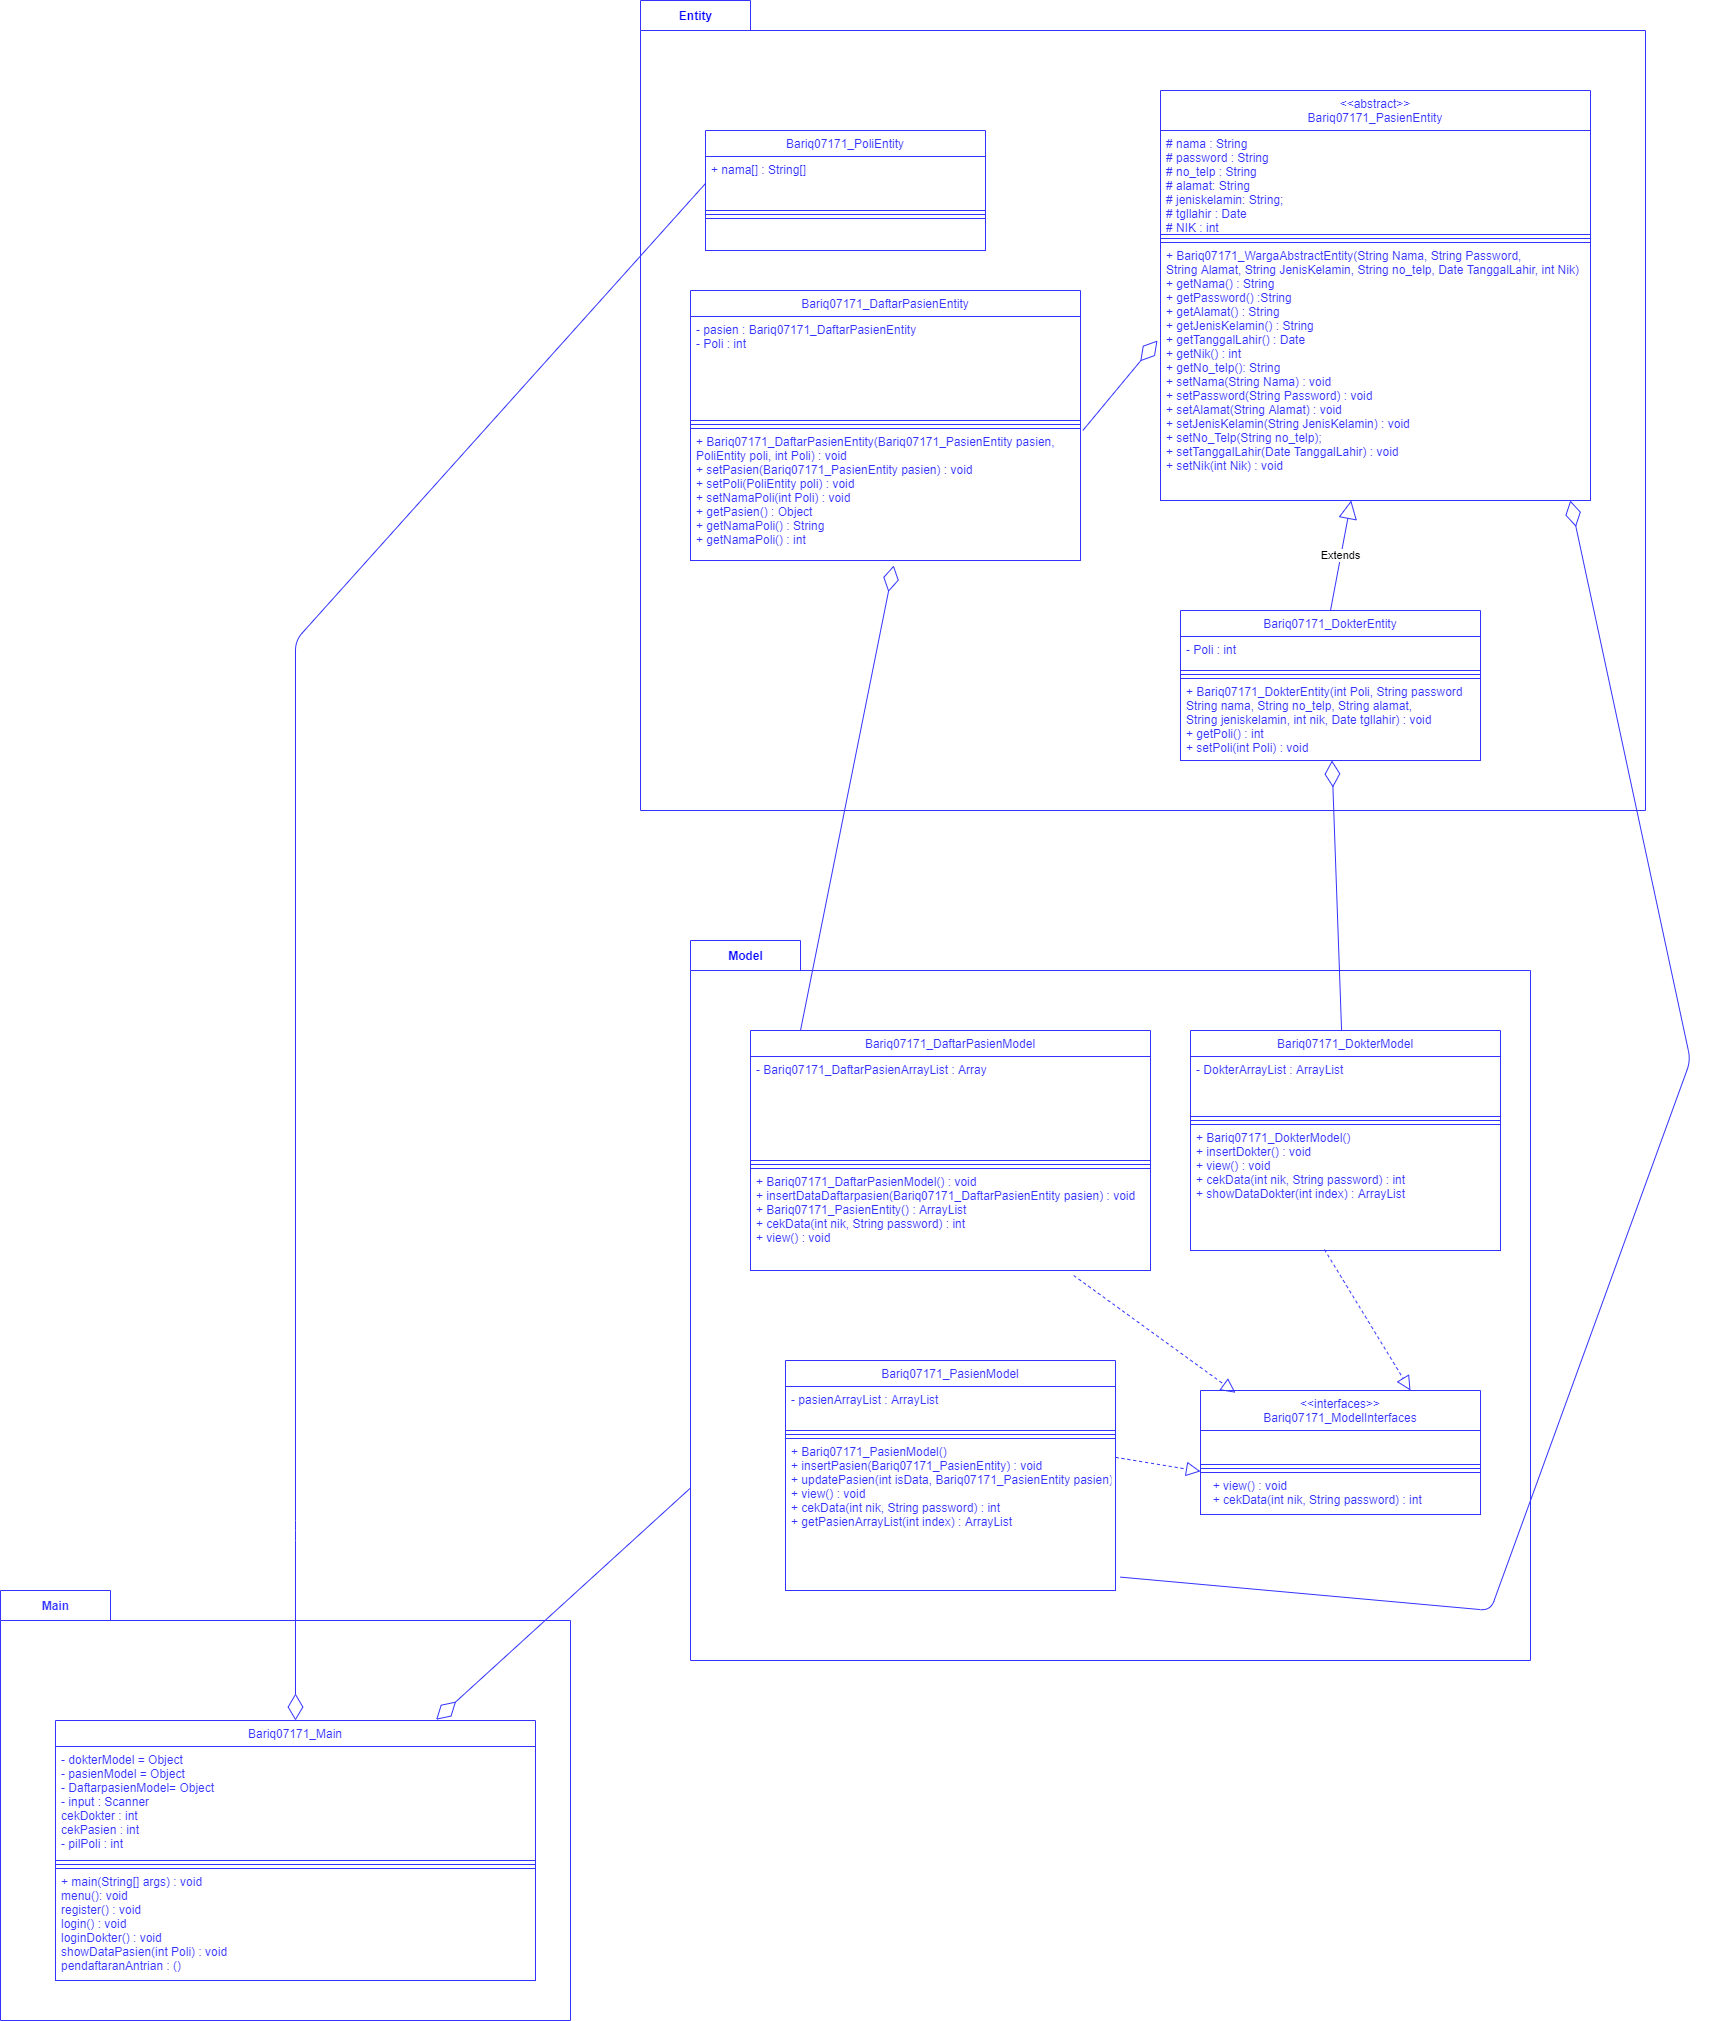 Entity
<<abstract>>
Bariq07171_PasienEntity
# nama : String
# password : String
# no_telp : String
# alamat: String
# jeniskelamin: String;
# tgllahir : Date
# NIK : int
+ Bariq07171_WargaAbstractEntity(String Nama, String Password,
String Alamat, String JenisKelamin, String no_telp, Date TanggalLahir, int Nik)
+ getNama() : String
+ getPassword() :String
+ getAlamat() : String
+ getJenisKelamin() : String
+ getTanggalLahir() : Date
+ getNik() : int
+ getNo_telp(): String
+ setNama(String Nama) : void
+ setPassword(String Password) : void
+ setAlamat(String Alamat) : void
+ setJenisKelamin(String JenisKelamin) : void
+ setNo_Telp(String no_telp);
+ setTanggalLahir(Date TanggalLahir) : void
+ setNik(int Nik) : void
Bariq07171_PoliEntity
+ nama[] : String[]
Bariq07171_DaftarPasienEntity
- pasien : Bariq07171_DaftarPasienEntity
- Poli : int
+ Bariq07171_DaftarPasienEntity(Bariq07171_PasienEntity pasien,
PoliEntity poli, int Poli) : void
+ setPasien(Bariq07171_PasienEntity pasien) : void
+ setPoli(PoliEntity poli) : void
+ setNamaPoli(int Poli) : void
+ getPasien() : Object
+ getNamaPoli() : String
+ getNamaPoli() : int
Extends
Bariq07171_DokterEntity
- Poli : int
+ Bariq07171_DokterEntity(int Poli, String password
String nama, String no_telp, String alamat,
String jeniskelamin, int nik, Date tgllahir) : void
+ getPoli() : int
+ setPoli(int Poli) : void
Model
Bariq07171_DaftarPasienModel
- Bariq07171_DaftarPasienArrayList : Array
+ Bariq07171_DaftarPasienModel() : void
+ insertDataDaftarpasien(Bariq07171_DaftarPasienEntity pasien) : void
+ Bariq07171_PasienEntity() : ArrayList
+ cekData(int nik, String password) : int
+ view() : void
Bariq07171_DokterModel
- DokterArrayList : ArrayList
+ Bariq07171_DokterModel()
+ insertDokter() : void
+ view() : void
+ cekData(int nik, String password) : int
+ showDataDokter(int index) : ArrayList
Bariq07171_PasienModel
- pasienArrayList : ArrayList
+ Bariq07171_PasienModel()
+ insertPasien(Bariq07171_PasienEntity) : void
+ updatePasien(int isData, Bariq07171_PasienEntity pasien)
+ view() : void
+ cekData(int nik, String password) : int
+ getPasienArrayList(int index) : ArrayList
<<interfaces>>
Bariq07171_ModelInterfaces
+ view() : void
+ cekData(int nik, String password) : int
Main
Bariq07171_Main
- dokterModel = Object
- pasienModel = Object
- DaftarpasienModel= Object
- input : Scanner
cekDokter : int
cekPasien : int
- pilPoli : int
+ main(String[] args) : void
menu(): void
register() : void
login() : void
loginDokter() : void
showDataPasien(int Poli) : void
pendaftaranAntrian : ()